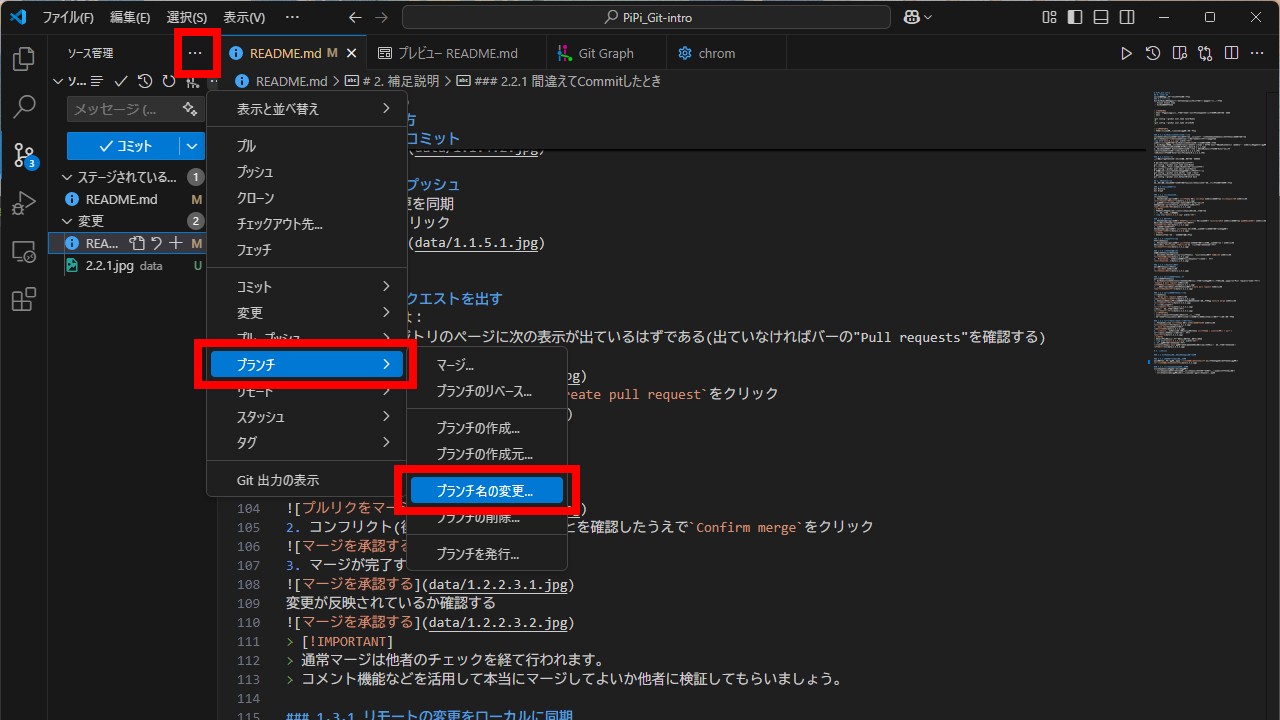 ファイル(F) 編集(E) 選択(S) 表示(V) ··· PiPi_Git-intro
ソース管理 ···
README.md M プレビュー README.md Git Graph chrom
ソ...
README.md > # 2. 補足説明 > ### 2.2.1 間違えてCommitしたとき
メッセージ (...
コミット
ステージされている... 1
README.md M
変更 2
REA... M
2.2.1.jpg data U
3
表示と並べ替え
プル
プッシュ
クローン
チェックアウト先...
フェッチ
コミット
変更
プル、プッシュ
ブランチ
リモート
スタッシュ
タグ
Git 出力の表示
マージ...
ブランチのリベース...
ブランチの作成...
ブランチの作成元...
ブランチ名の変更...
ブランチの削除...
ブランチを発行...
方
コミット
プッシュ
更を同期
リック
(data/1.1.5.1.jpg)
クエストを出す
は：
ジトリのページに次の表示が出ているはずである(出ていなければバーの"Pull requests"を確認する)
pg)
eate pull request`をクリック
)
104 ![プルリクをマー )
105 2. コンフリクト( とを確認したうえで`Confirm merge`をクリック
106 ![マージを承認する
107 3. マージが完了す
108 ![マージを承認する](data/1.2.2.3.1.jpg)
109 変更が反映されているか確認する
110 ![マージを承認する](data/1.2.2.3.2.jpg)
111 > [!IMPORTANT]
112 > 通常マージは他者のチェックを経て行われます。
113 > コメント機能などを活用して本当にマージしてよいか他者に検証してもらいましょう。
114
115 ### 1.3.1 リモートの変更をローカルに同期